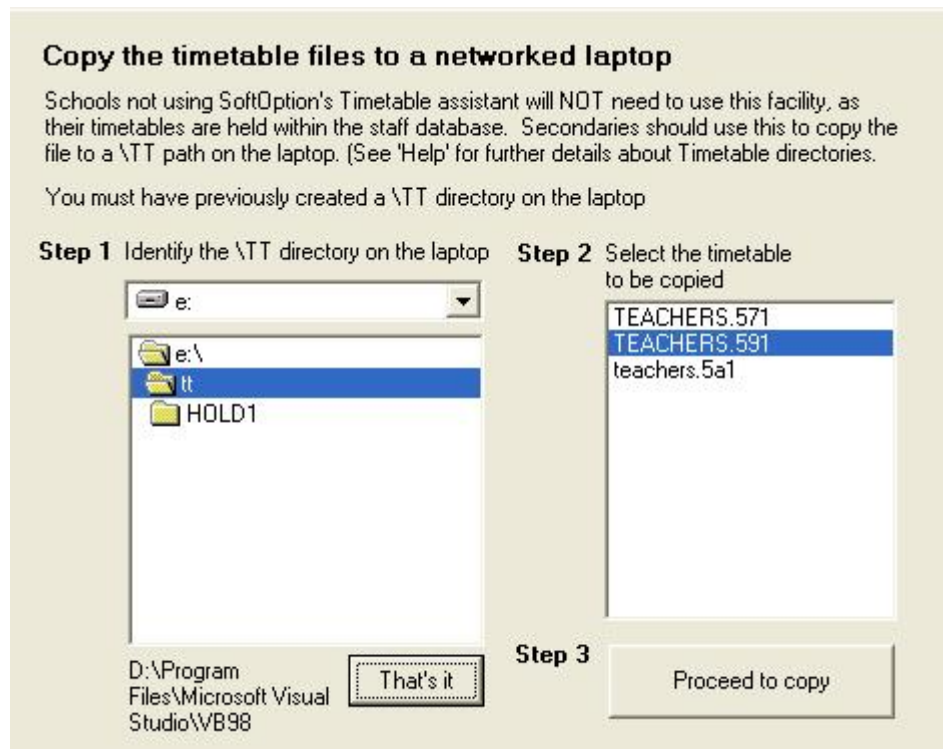 Copy the timetable files to a networked laptop
Schools not using SoftOption's Timetable assistant will NOT need to use this facility, as
their timetables are held within the staff database.  Secondaries should use this to copy the
file to a \TT path on the laptop. (See 'Help' for further details about Timetable directories.
You must have previously created a \TT directory on the laptop
Step 1 Identify the \TT directory on the laptop
e:
e:\
tt
HOLD1
D:\Program
Files\Microsoft Visual
Studio\VB98
That's it
Step 2 Select the timetable
to be copied
TEACHERS.571
TEACHERS.591
teachers.5a1
Step 3
Proceed to copy